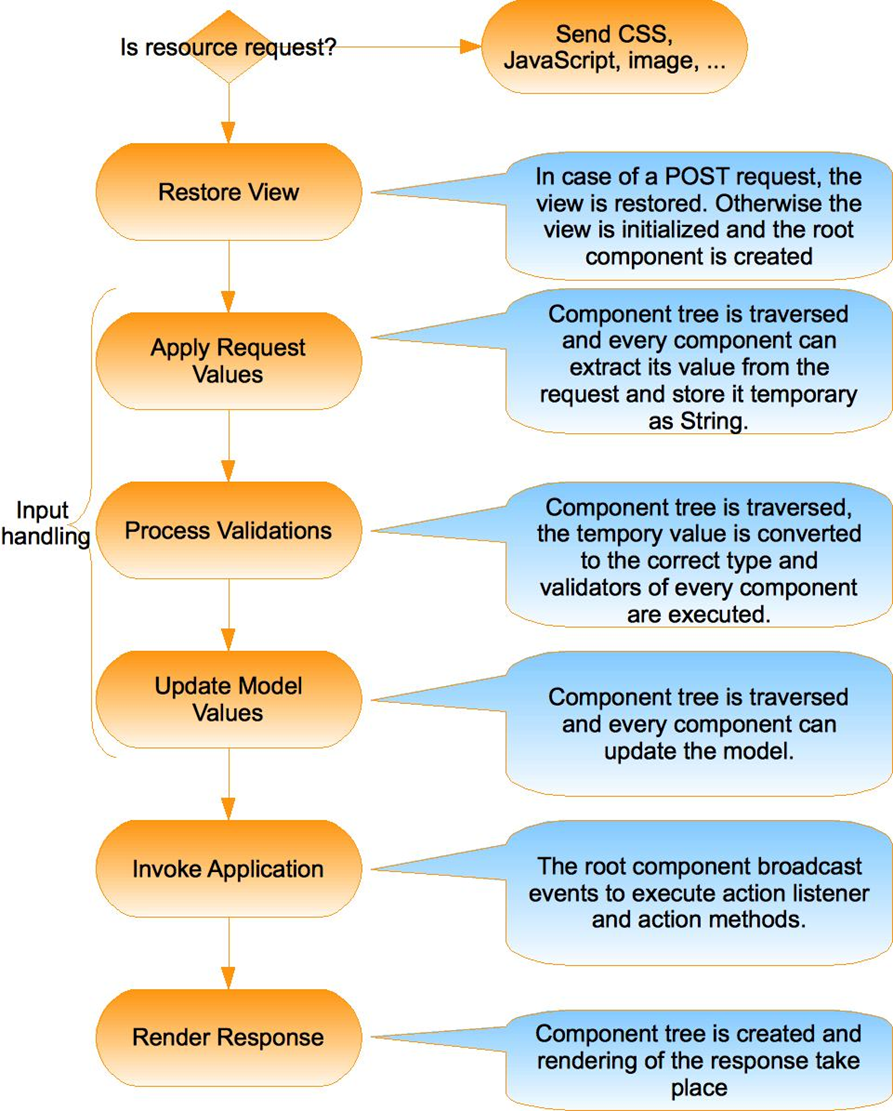 Is resource request?
Send CSS,
JavaScript, image, ...
Restore View
In case of a POST request, the
view is restored. Otherwise the
view is initialized and the root
component is created
Apply Request
Values
Component tree is traversed
and every component can
extract its value from the
request and store it temporary
as String.
Input
handling
Process Validations
Component tree is traversed,
the tempory value is converted
to the correct type and
validators of every component
are executed.
Update Model
Values
Component tree is traversed
and every component can
update the model.
Invoke Application
The root component broadcast
events to execute action listener
and action methods.
Render Response
Component tree is created and
rendering of the response take
place